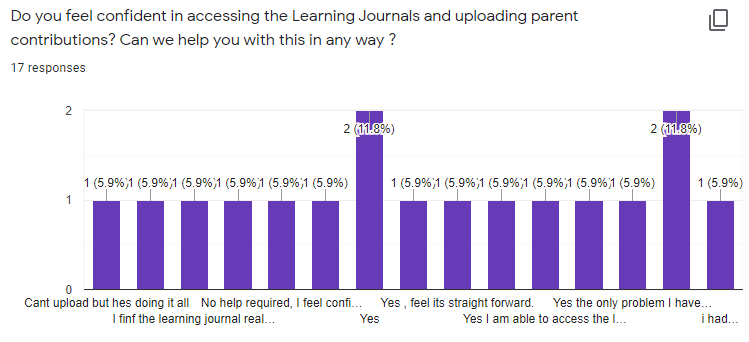 Do you feel confident in accessing the Learning Journals and uploading parent
contributions? Can we help you with this in any way ?
17 responses
2
2 (11.8%)
2 (11.8%)
1 (5.9%)
1 (5.9%)
1 (5.9%)
1 (5.9%)
1 (5.9%)
1 (5.9%)
1 (5.9%)
1 (5.9%)
1 (5.9%)
1 (5.9%)
1 (5.9%)
1 (5.9%)
1 (5.9%)
1
0
Cant upload but hes doing it all
No help required, I feel confi...
Yes , feel its straight forward.
Yes the only problem I have...
I finf the learning journal real...
Yes
Yes I am able to access the l...
i had...